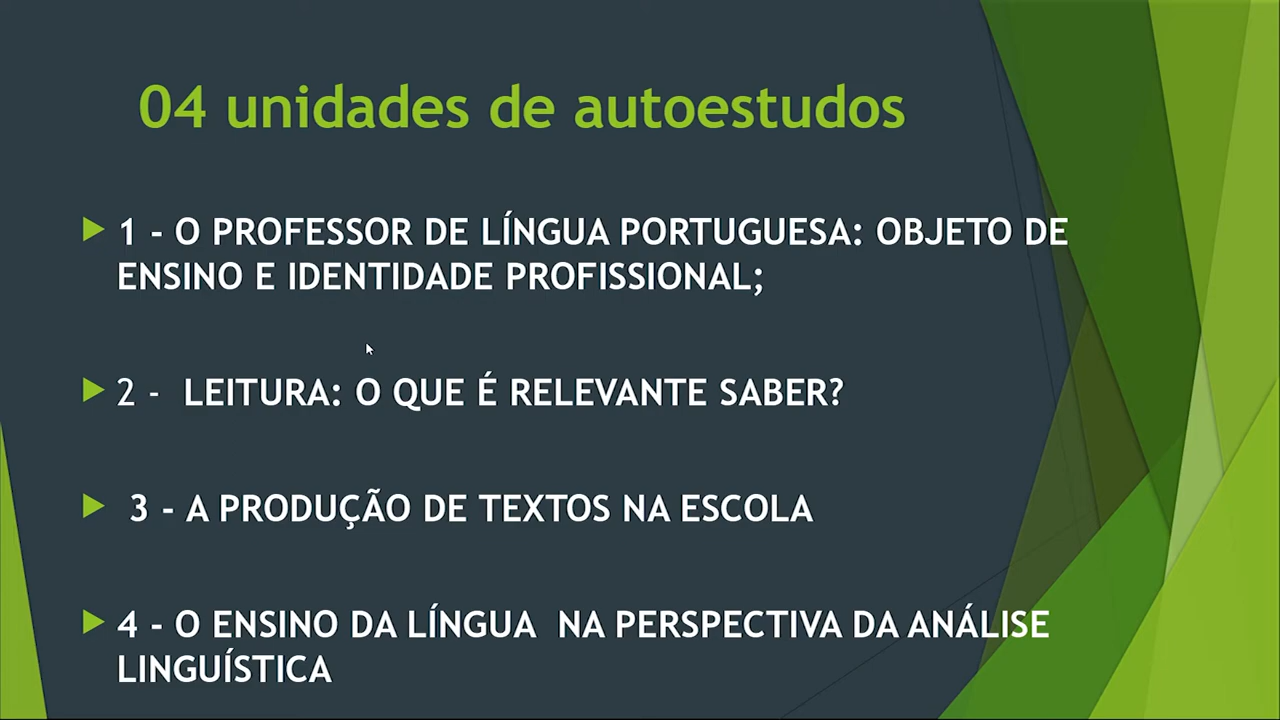 04 unidades de autoestudos
1 - O PROFESSOR DE LÍNGUA PORTUGUESA: OBJETO DE
ENSINO E IDENTIDADE PROFISSIONAL;
2 - LEITURA: O QUE É RELEVANTE SABER?
3 - A PRODUÇÃO DE TEXTOS NA ESCOLA
4 - O ENSINO DA LÍNGUA NA PERSPECTIVA DA ANÁLISE
LINGUÍSTICA